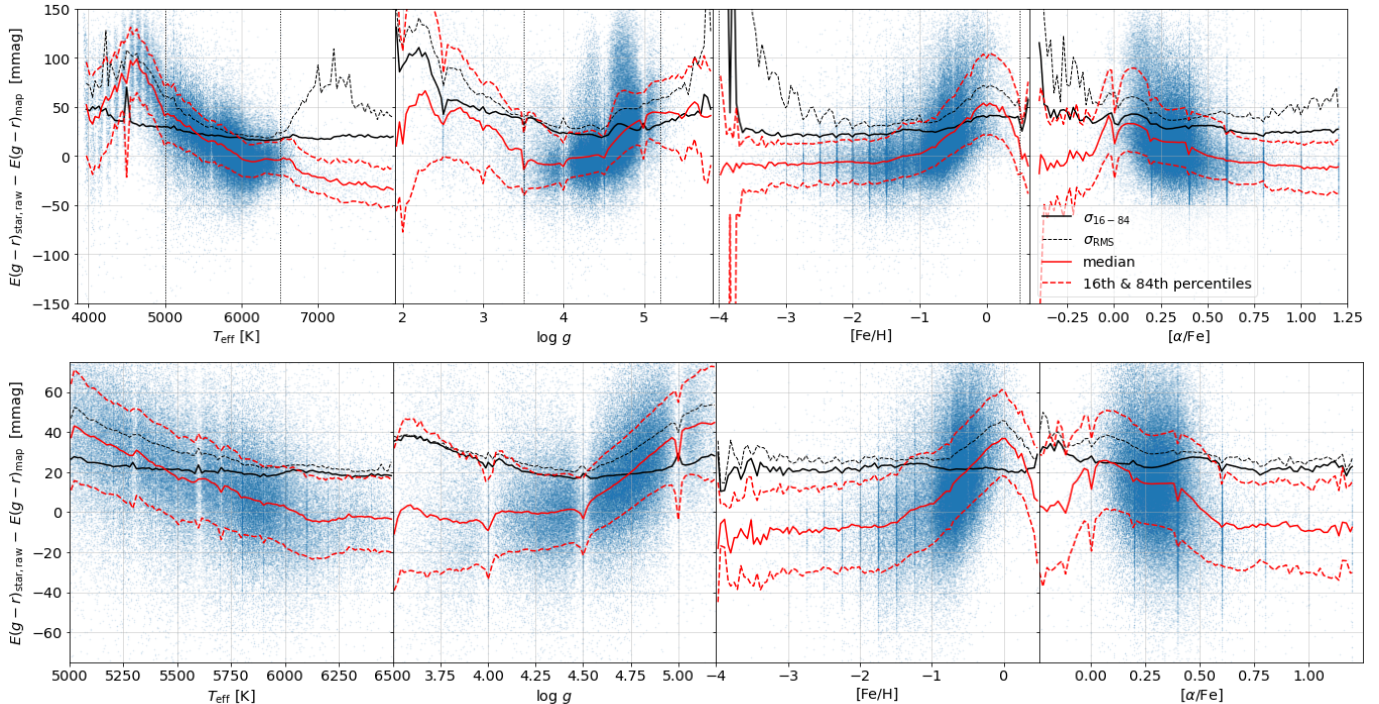 E(g − r)star, raw − E(g − r)map [mmag]
150
100
50
0
−50
−100
−150
4000 5000 6000 7000
Teff [K]
2 3 4 5
log g
−4 −3 −2 −1 0
[Fe/H]
σ16 − 84
σRMS
median
16th & 84th percentiles
−0.25 0.00 0.25 0.50 0.75 1.00 1.25
[α/Fe]
E(g − r)star, raw − E(g − r)map [mmag]
60
40
20
0
−20
−40
−60
5000 5250 5500 5750 6000 6250 6500
Teff [K]
3.75 4.00 4.25 4.50 4.75 5.00
log g
−4 −3 −2 −1 0
[Fe/H]
0.00 0.25 0.50 0.75 1.00
[α/Fe]